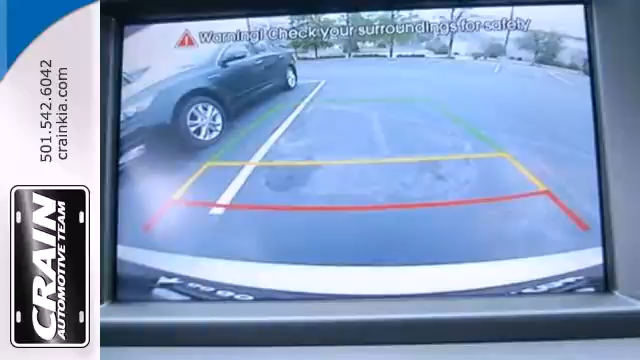 Warning! Check your surroundings for safety
501.542.6042
crainkia.com
CRAIN
AUTOMOTIVE TEAM